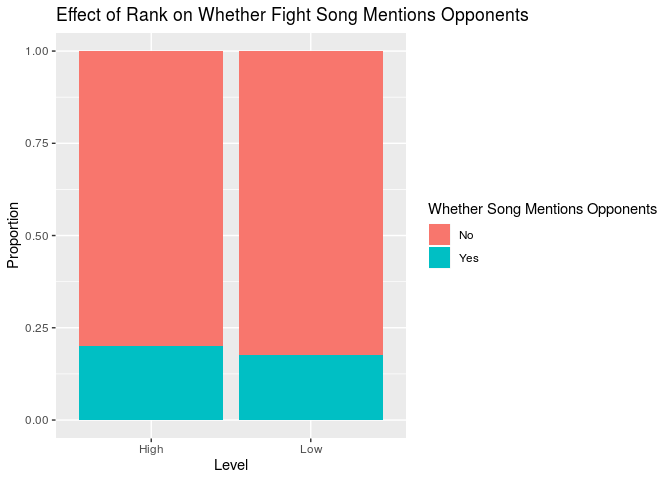 Effect of Rank on Whether Fight Song Mentions Opponents
1.00
0.75
0.50
0.25
0.00
Proportion
High
Low
Level
Whether Song Mentions Opponents
No
Yes